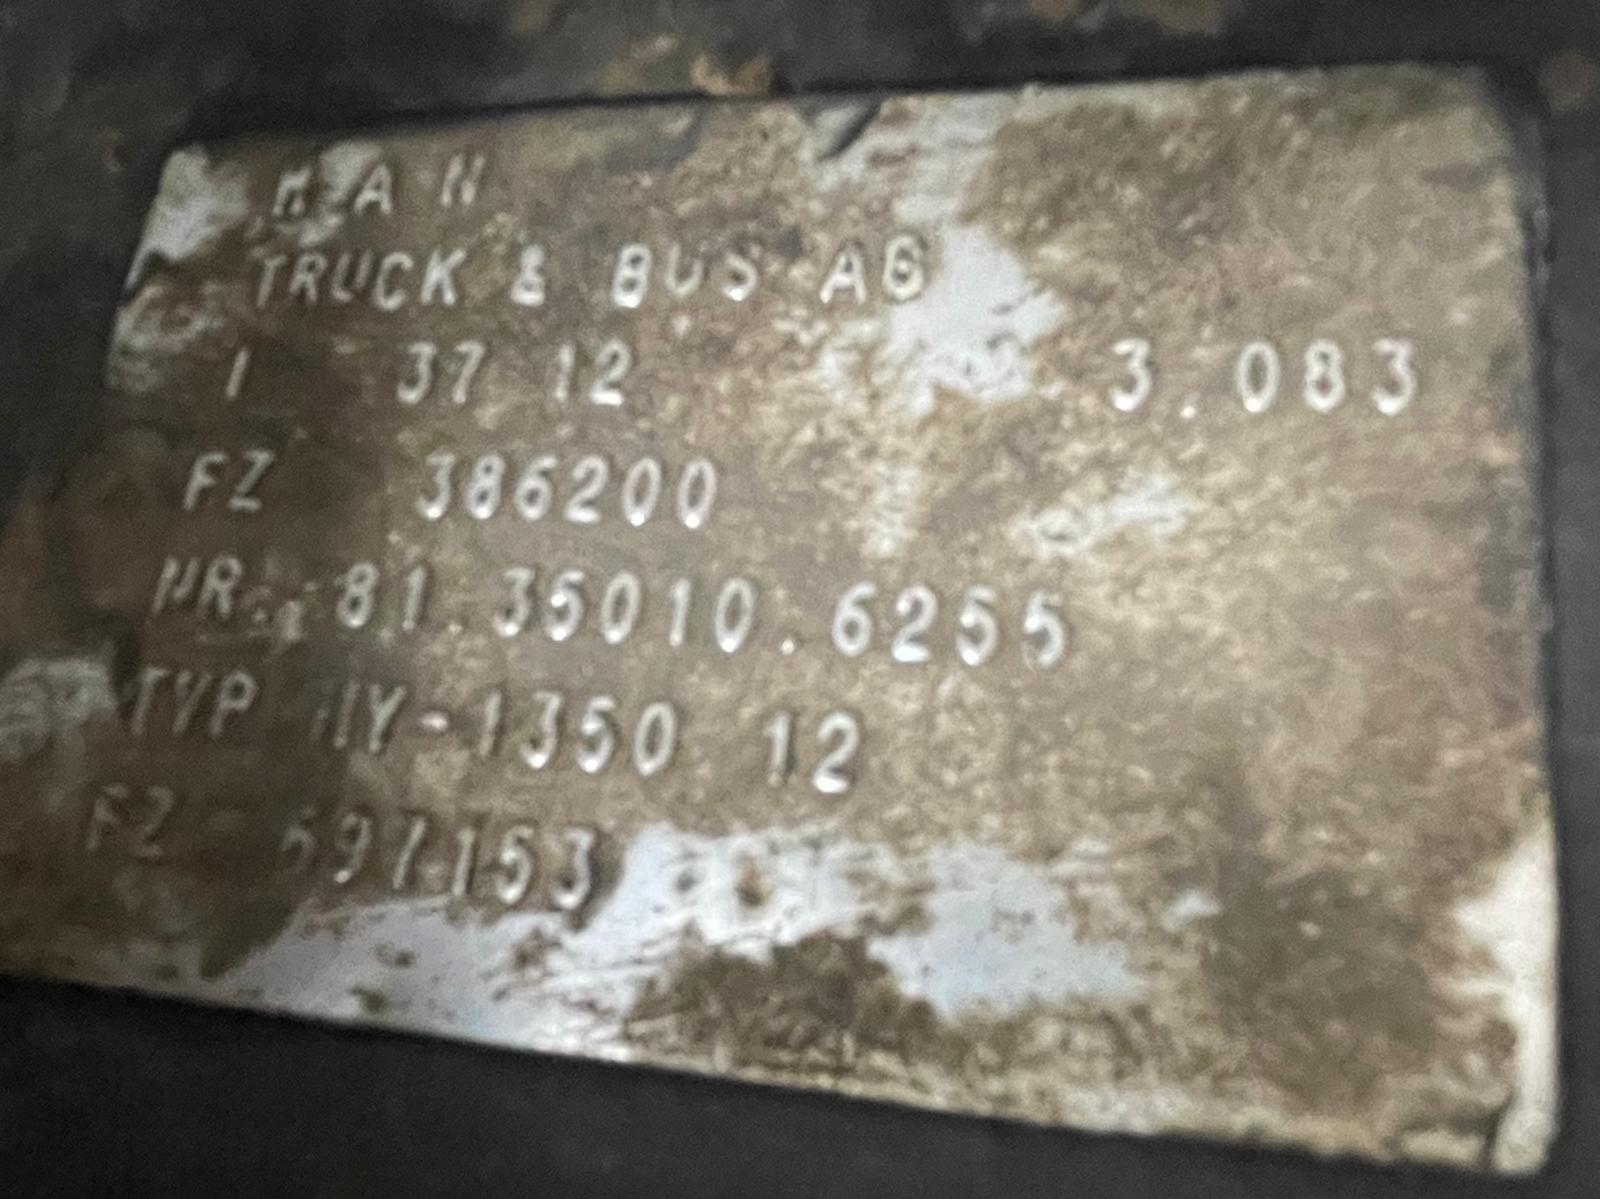 M A N
TRUCK & BUS AG
I 37 12 3.083
FZ 386200
NR. 81.35010.6255
TYP HY-1350 12
FZ 597153